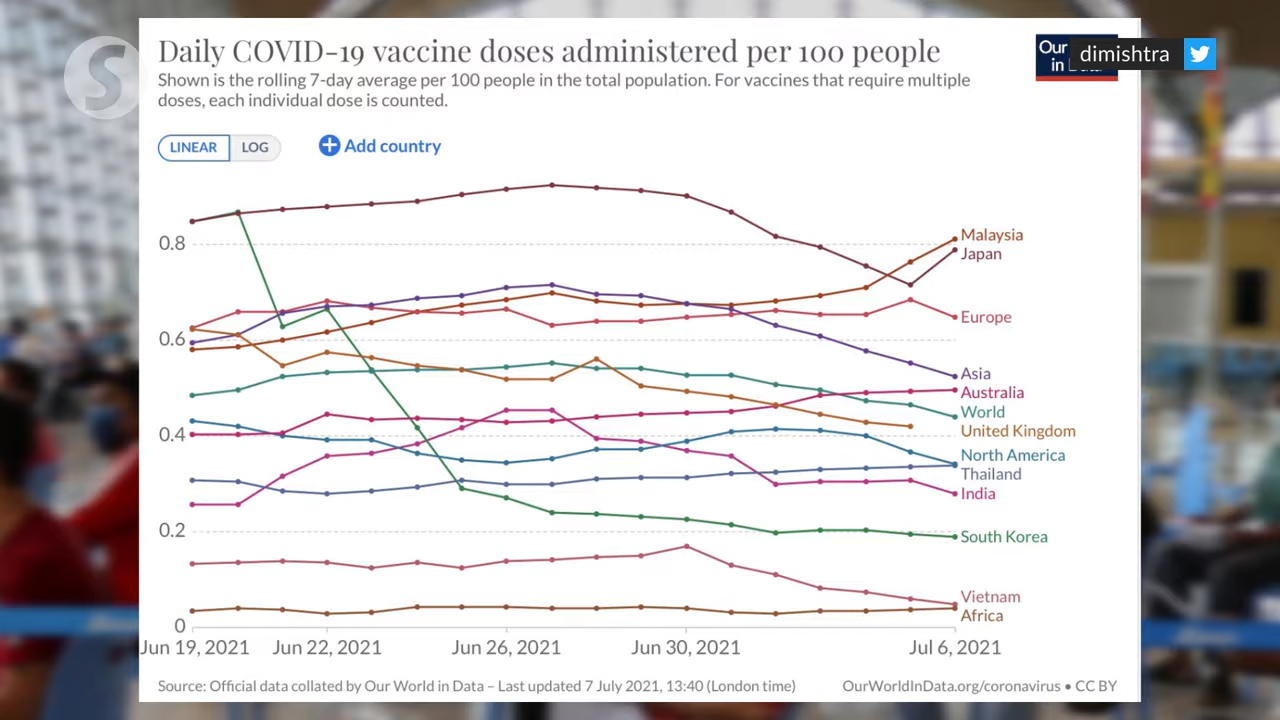 Daily COVID-19 vaccine doses administered per 100 people
Shown is the rolling 7-day average per 100 people in the total population. For vaccines that require multiple
doses, each individual dose is counted.
Our
in
dimishtra
S
LINEAR
LOG
Add country
0.8
0.6
0.4
0.2
0
Malaysia
Japan
Europe
Asia
Australia
World
United Kingdom
North America
Thailand
India
South Korea
Vietnam
Africa
Jun 19, 2021
Jun 22, 2021
Jun 26, 2021
Jun 30, 2021
Jul 6, 2021
Source: Official data collated by Our World in Data – Last updated 7 July 2021, 13:40 (London time)
OurWorldInData.org/coronavirus • CC BY